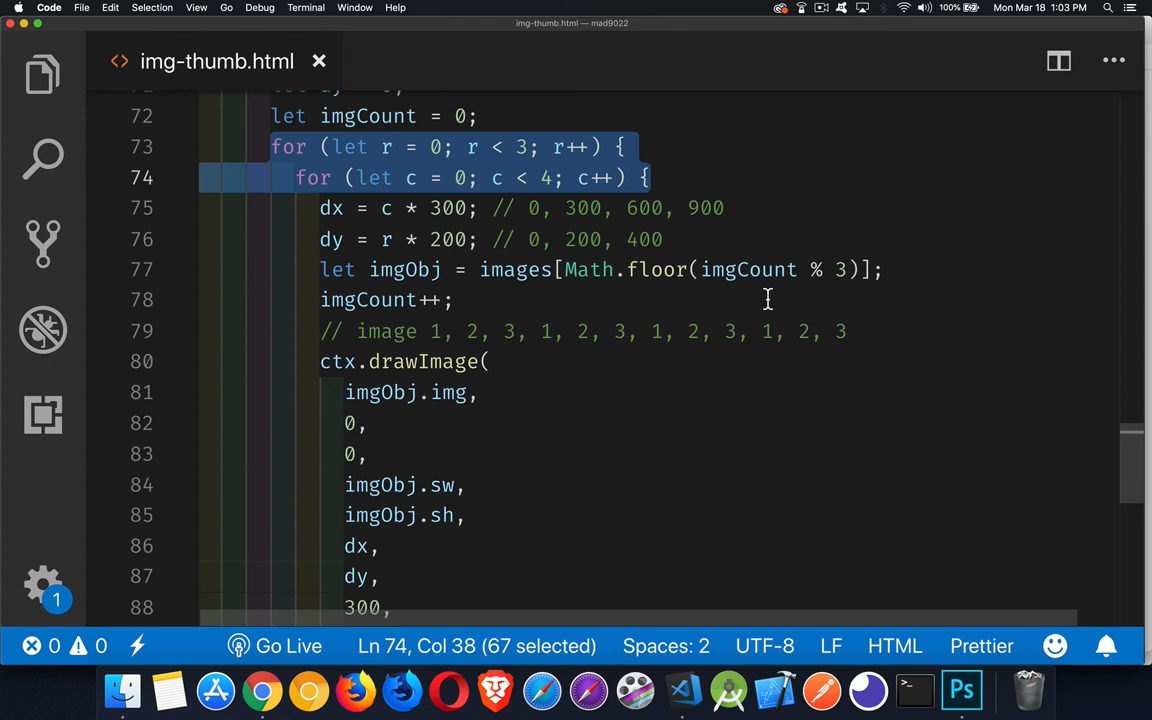 Code File Edit Selection View Go Debug Terminal Window Help 100% Mon Mar 18 1:03 PM
img-thumb.html — mad9022
<> img-thumb.html ×
72 let imgCount = 0;
73 for (let r = 0; r < 3; r++) {
74 for (let c = 0; c < 4; c++) {
75 dx = c * 300; // 0, 300, 600, 900
76 dy = r * 200; // 0, 200, 400
77 let imgObj = images[Math.floor(imgCount % 3)];
78 imgCount++;
79 // image 1, 2, 3, 1, 2, 3, 1, 2, 3, 1, 2, 3
80 ctx.drawImage(
81 imgObj.img,
82 0,
83 0,
84 imgObj.sw,
85 imgObj.sh,
86 dx,
87 dy,
88 300,
1
0 0 Go Live Ln 74, Col 38 (67 selected) Spaces: 2 UTF-8 LF HTML Prettier
>_ Ps